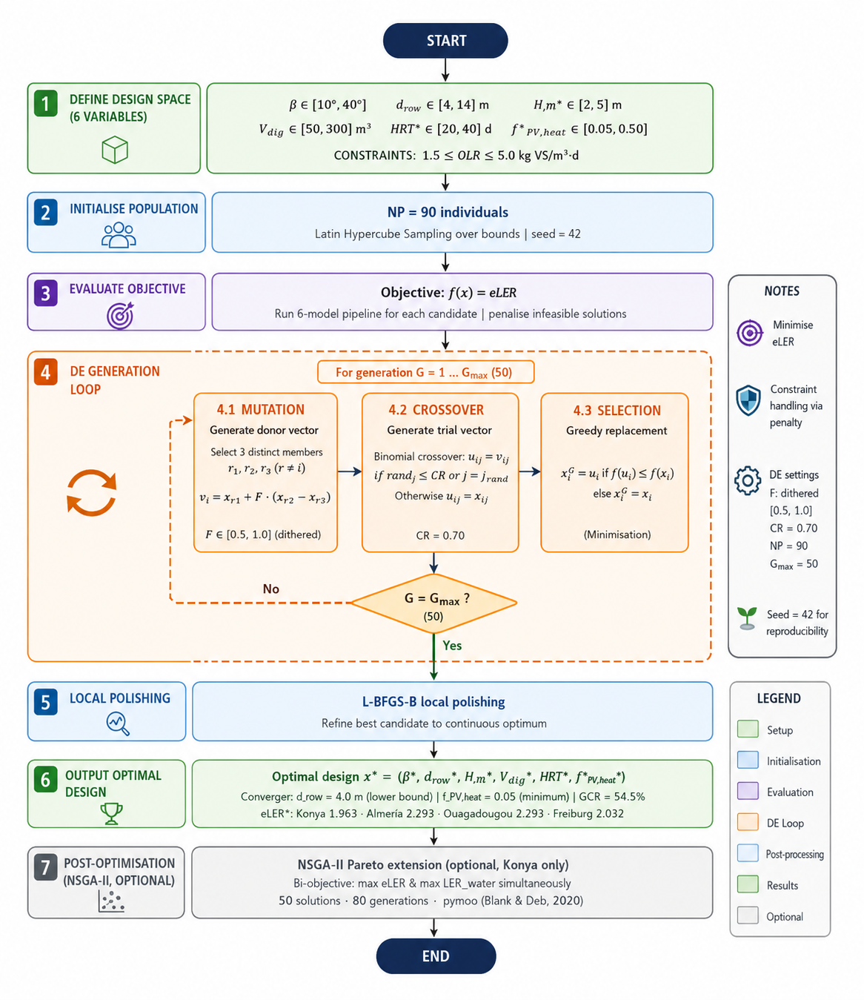 START
1
DEFINE DESIGN SPACE
(6 VARIABLES)
β ∈ [10°, 40°] d_row ∈ [4, 14] m H,m* ∈ [2, 5] m
V_dig ∈ [50, 300] m³ HRT* ∈ [20, 40] d f*_PV,heat ∈ [0.05, 0.50]
CONSTRAINTS: 1.5 ≤ OLR ≤ 5.0 kg VS/m³·d
2
INITIALISE POPULATION
NP = 90 individuals
Latin Hypercube Sampling over bounds | seed = 42
3
EVALUATE OBJECTIVE
Objective: f(x) = eLER
Run 6-model pipeline for each candidate | penalise infeasible solutions
4
DE GENERATION
LOOP
For generation G = 1 ... G_max (50)
4.1 MUTATION
Generate donor vector
Select 3 distinct members
r₁, r₂, r₃ (r ≠ i)
v_i = x_r1 + F · (x_r2 − x_r3)
F ∈ [0.5, 1.0] (dithered)
4.2 CROSSOVER
Generate trial vector
Binomial crossover: u_ij = v_ij
if rand_j ≤ CR or j = j_rand
Otherwise u_ij = x_ij
CR = 0.70
4.3 SELECTION
Greedy replacement
x_i^G = u_i if f(u_i) ≤ f(x_i)
else x_i^G = x_i
(Minimisation)
No
G = G_max ?
(50)
Yes
5
LOCAL POLISHING
L-BFGS-B local polishing
Refine best candidate to continuous optimum
6
OUTPUT OPTIMAL
DESIGN
Optimal design x* = (β*, d_row*, H,m*, V_dig*, HRT*, f*_PV,heat*)
Converger: d_row = 4.0 m (lower bound) | f_PV,heat = 0.05 (minimum) | GCR = 54.5%
eLER*: Konya 1.963 · Almería 2.293 · Ouagadougou 2.293 · Freiburg 2.032
7
POST-OPTIMISATION
(NSGA-II, OPTIONAL)
NSGA-II Pareto extension (optional, Konya only)
Bi-objective: max eLER & max LER_water simultaneously
50 solutions · 80 generations · pymoo (Blank & Deb, 2020)
END
NOTES
Minimise
eLER
Constraint
handling via
penalty
DE settings
F: dithered
[0.5, 1.0]
CR = 0.70
NP = 90
G_max = 50
Seed = 42 for
reproducibility
LEGEND
Setup
Initialisation
Evaluation
DE Loop
Post-processing
Results
Optional